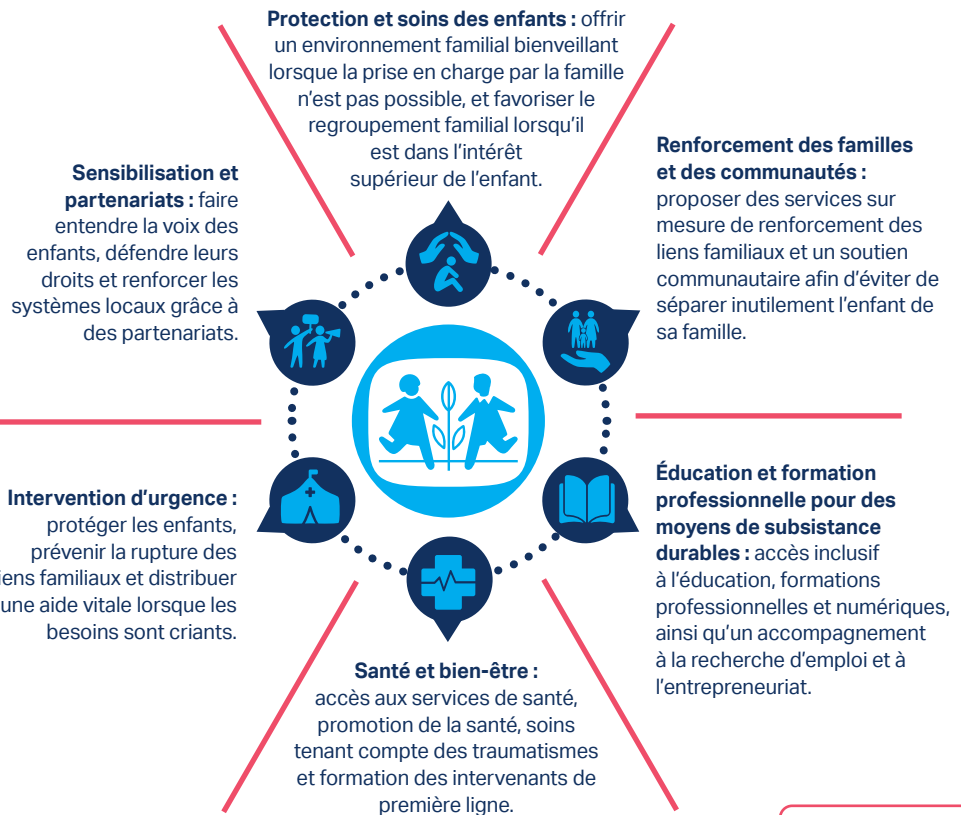 Protection et soins des enfants : offrir
un environnement familial bienveillant
lorsque la prise en charge par la famille
n'est pas possible, et favoriser le
regroupement familial lorsqu'il
est dans l'intérêt
supérieur de l'enfant.
Renforcement des familles
et des communautés :
proposer des services sur
mesure de renforcement des
liens familiaux et un soutien
communautaire afin d'éviter de
séparer inutilement l'enfant de
sa famille.
Éducation et formation
professionnelle pour des
moyens de subsistance
durables : accès inclusif
à l'éducation, formations
professionnelles et numériques,
ainsi qu'un accompagnement
à la recherche d'emploi et à
l'entrepreneuriat.
Santé et bien-être :
accès aux services de santé,
promotion de la santé, soins
tenant compte des traumatismes
et formation des intervenants de
première ligne.
Intervention d'urgence :
protéger les enfants,
prévenir la rupture des
iens familiaux et distribuer
une aide vitale lorsque les
besoins sont criants.
Sensibilisation et
partenariats : faire
entendre la voix des
enfants, défendre leurs
droits et renforcer les
systèmes locaux grâce à
des partenariats.